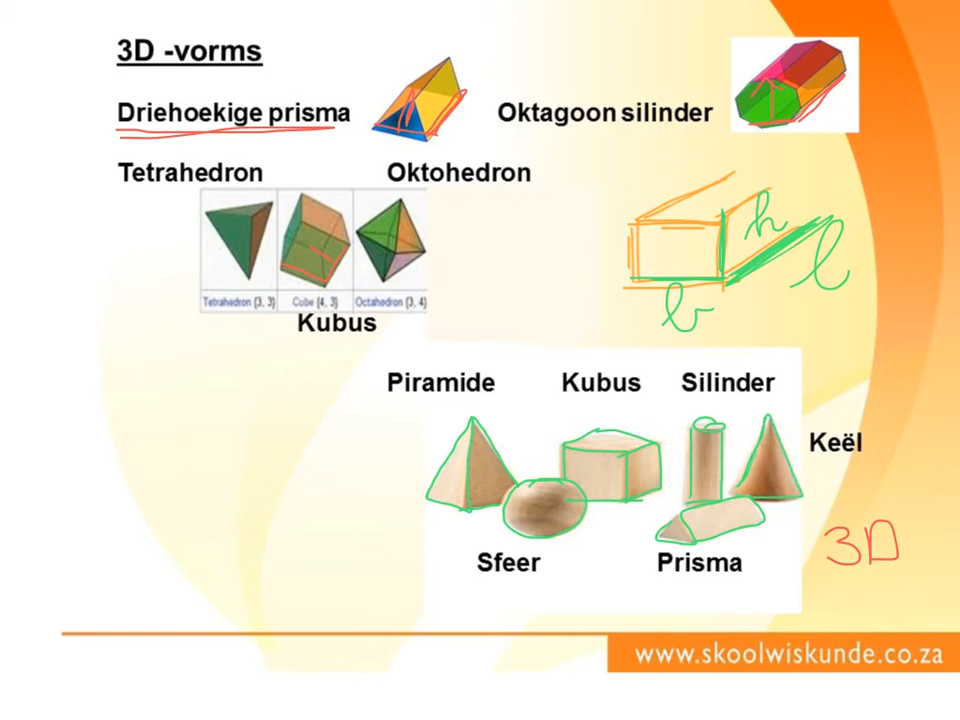 3D -vorms
Driehoekige prisma
Oktagoon silinder
Tetrahedron
Oktohedron
h
l
b
Tetrahedron {3, 3}
Cube {4, 3}
Octahedron {3, 4}
Kubus
Piramide
Kubus
Silinder
Keël
3D
Sfeer
Prisma
www.skoolwiskunde.co.za